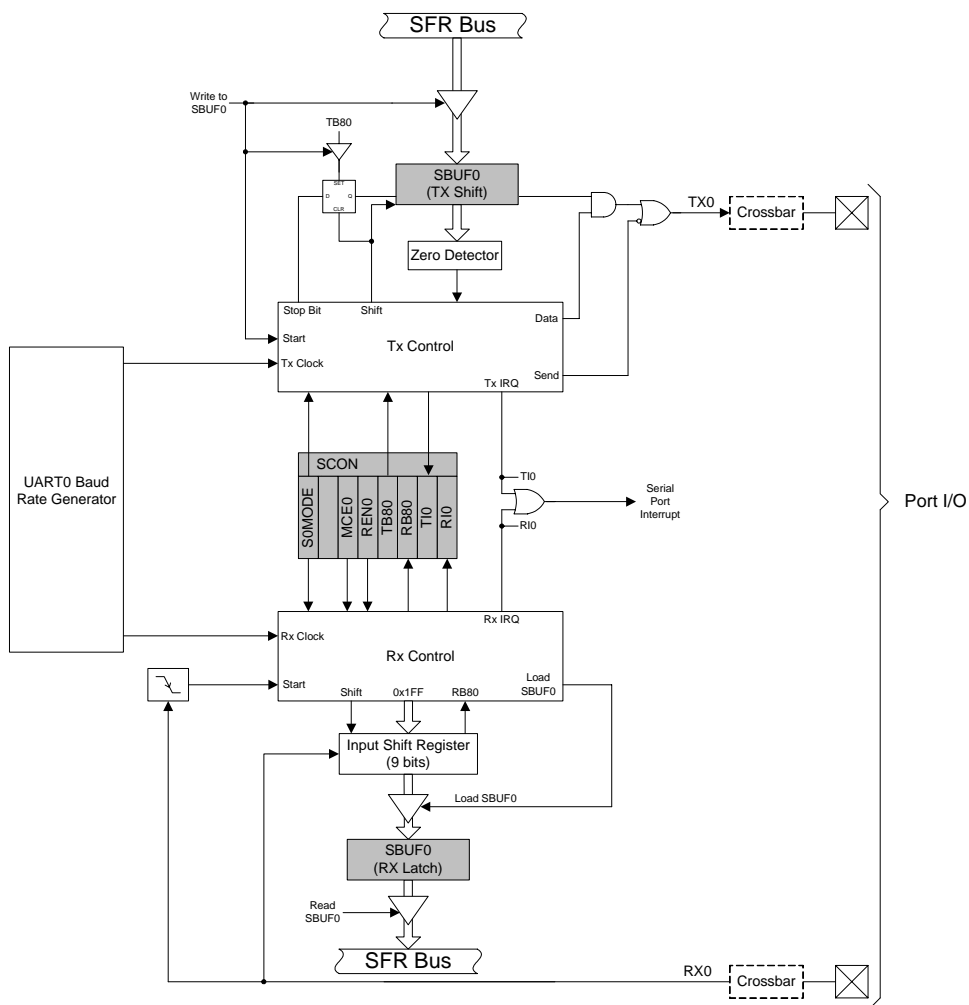 SFR Bus
Write to
SBUF0
TB80
SET
D
Q
CLR
SBUF0
(TX Shift)
TX0
Crossbar
Zero Detector
Stop Bit
Shift
Data
Start
Tx Control
Tx Clock
Send
Tx IRQ
UART0 Baud
Rate Generator
SCON
S0MODE
MCE0
REN0
TB80
RB80
TI0
RI0
TI0
Serial
Port
Interrupt
RI0
Port I/O
Rx IRQ
Rx Clock
Rx Control
Start
Load
SBUF0
Shift
0x1FF
RB80
Input Shift Register
(9 bits)
Load SBUF0
SBUF0
(RX Latch)
Read
SBUF0
SFR Bus
RX0
Crossbar